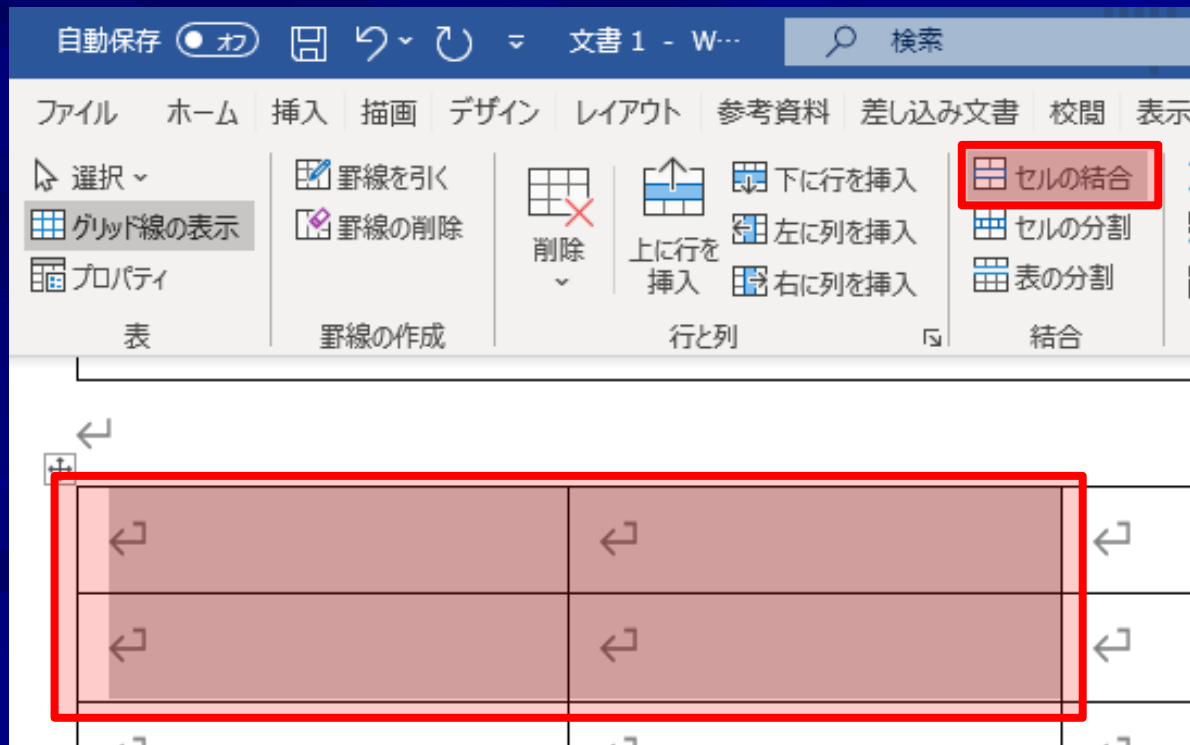 自動保存 オフ 文書 1 - W… 検索
ファイル ホーム 挿入 描画 デザイン レイアウト 参考資料 差し込み文書 校閲 表示
選択
グリッド線の表示
プロパティ
表
罫線を引く
罫線の削除
罫線の作成
削除
上に行を
挿入
下に行を挿入
左に列を挿入
右に列を挿入
行と列
セルの結合
セルの分割
表の分割
結合